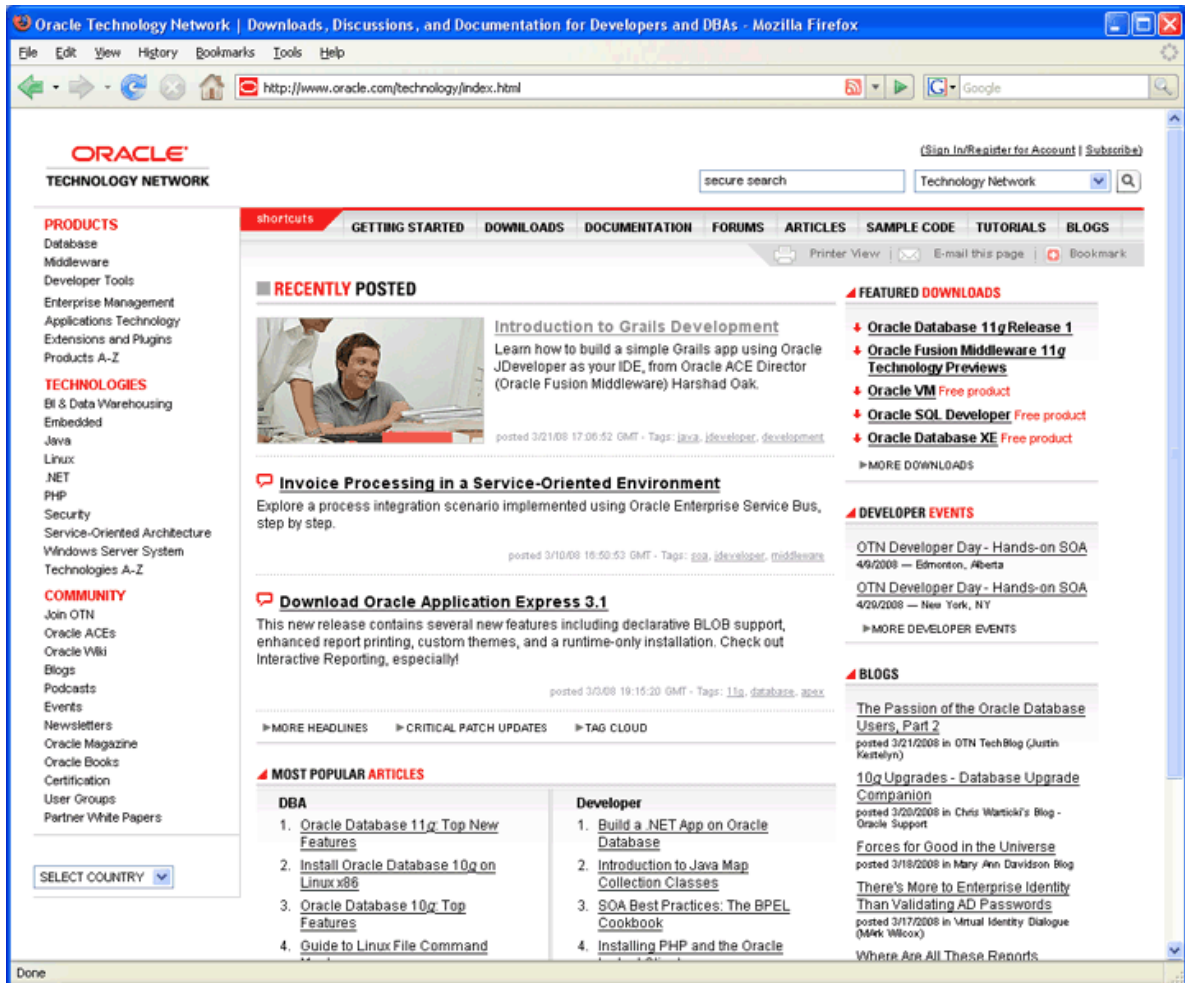 Oracle Technology Network | Downloads, Discussions, and Documentation for Developers and DBAs - Mozilla Firefox
File Edit View History Bookmarks Tools Help
http://www.oracle.com/technology/index.html
Google
(Sign In/Register for Account | Subscribe)
ORACLE
TECHNOLOGY NETWORK
secure search
Technology Network
PRODUCTS
Database
Middleware
Developer Tools
Enterprise Management
Applications Technology
Extensions and Plugins
Products A-Z
TECHNOLOGIES
BI & Data Warehousing
Embedded
Java
Linux
.NET
PHP
Security
Service-Oriented Architecture
Windows Server System
Technologies A-Z
COMMUNITY
Join OTN
Oracle ACEs
Oracle Wiki
Blogs
Podcasts
Events
Newsletters
Oracle Magazine
Oracle Books
Certification
User Groups
Partner White Papers
SELECT COUNTRY
shortcuts GETTING STARTED DOWNLOADS DOCUMENTATION FORUMS ARTICLES SAMPLE CODE TUTORIALS BLOGS
Printer View | E-mail this page | Bookmark
RECENTLY POSTED
Introduction to Grails Development
Learn how to build a simple Grails app using Oracle
JDeveloper as your IDE, from Oracle ACE Director
(Oracle Fusion Middleware) Harshad Oak.
posted 3/21/08 17:06:52 GMT - Tags: java, jdeveloper, development
Invoice Processing in a Service-Oriented Environment
Explore a process integration scenario implemented using Oracle Enterprise Service Bus,
step by step.
posted 3/10/08 16:50:53 GMT - Tags: soa, jdeveloper, middleware
Download Oracle Application Express 3.1
This new release contains several new features including declarative BLOB support,
enhanced report printing, custom themes, and a runtime-only installation. Check out
Interactive Reporting, especially!
posted 3/3/08 19:15:20 GMT - Tags: 11g, database, apex
MORE HEADLINES CRITICAL PATCH UPDATES TAG CLOUD
MOST POPULAR ARTICLES
DBA
1. Oracle Database 11g: Top New
Features
2. Install Oracle Database 10g on
Linux x86
3. Oracle Database 10g: Top
Features
4. Guide to Linux File Command
Developer
1. Build a .NET App on Oracle
Database
2. Introduction to Java Map
Collection Classes
3. SOA Best Practices: The BPEL
Cookbook
4. Installing PHP and the Oracle
FEATURED DOWNLOADS
Oracle Database 11g Release 1
Oracle Fusion Middleware 11g
Technology Previews
Oracle VM Free product
Oracle SQL Developer Free product
Oracle Database XE Free product
MORE DOWNLOADS
DEVELOPER EVENTS
OTN Developer Day - Hands-on SOA
4/9/2008 — Edmonton, Alberta
OTN Developer Day - Hands-on SOA
4/29/2008 — New York, NY
MORE DEVELOPER EVENTS
BLOGS
The Passion of the Oracle Database
Users, Part 2
posted 3/21/2008 in OTN TechBlog (Justin
Kestelyn)
10g Upgrades - Database Upgrade
Companion
posted 3/20/2008 in Chris Warticki's Blog -
Oracle Support
Forces for Good in the Universe
posted 3/18/2008 in Mary Ann Davidson Blog
There's More to Enterprise Identity
Than Validating AD Passwords
posted 3/17/2008 in Virtual Identity Dialogue
(MArk Wilcox)
Where Are All These Reports
Done